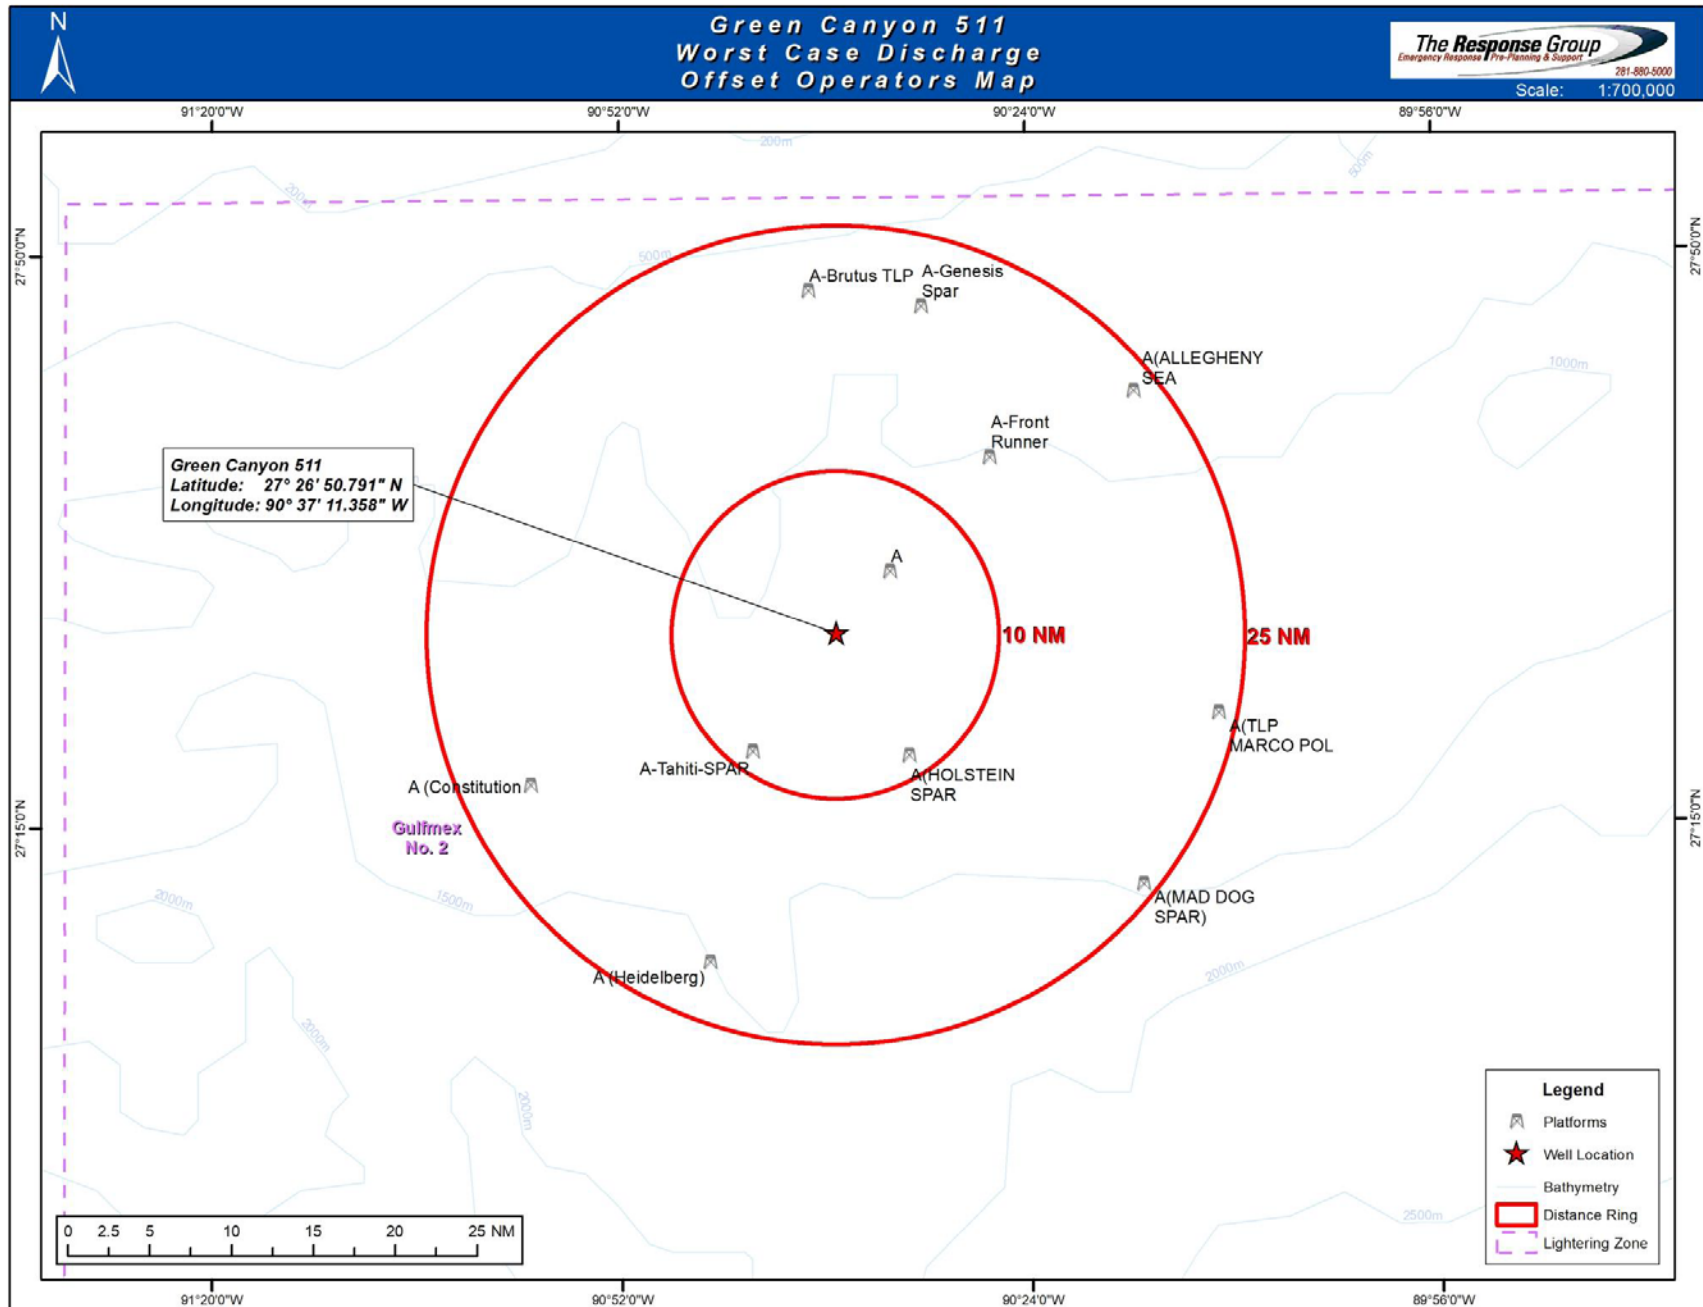 N
Green Canyon 511
Worst Case Discharge
Offset Operators Map
The Response Group
Emergency Response / Pre-Planning & Support
281-880-5000
Scale: 1:700,000
91°20'0"W
90°52'0"W
90°24'0"W
89°56'0"W
200m
200m
500m
500m
27°50'0"N
27°50'0"N
A-Brutus TLP
A-Genesis
Spar
A(ALLEGHENY
SEA
1000m
A-Front
Runner
Green Canyon 511
Latitude: 27° 26' 50.791" N
Longitude: 90° 37' 11.358" W
A
10 NM
25 NM
A(TLP
MARCO POL
A-Tahiti-SPAR
A(HOLSTEIN
SPAR
A (Constitution
27°15'0"N
27°15'0"N
Gulfmex
No. 2
2000m
1500m
A(MAD DOG
SPAR)
A (Heidelberg)
2000m
2000m
2000m
2500m
Legend
Platforms
Well Location
Bathymetry
Distance Ring
Lightering Zone
0 2.5 5 10 15 20 25 NM
91°20'0"W
90°52'0"W
90°24'0"W
89°56'0"W